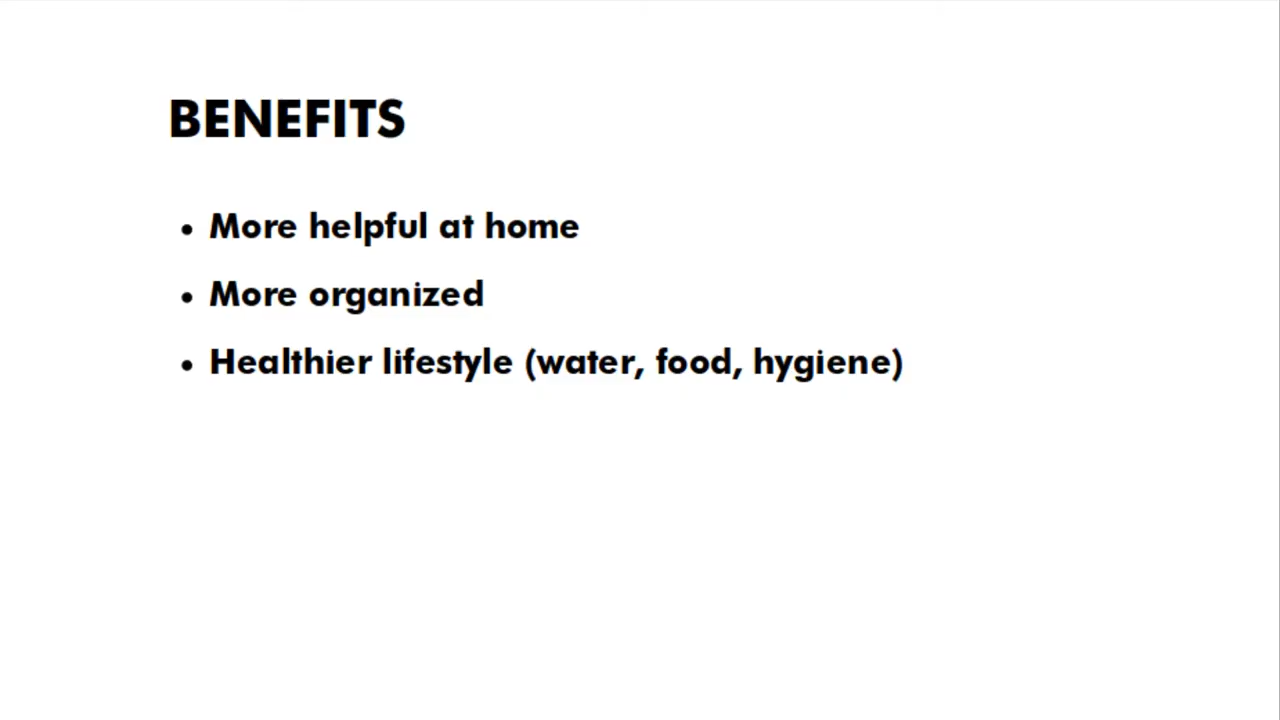 BENEFITS
• More helpful at home
• More organized
• Healthier lifestyle (water, food, hygiene)